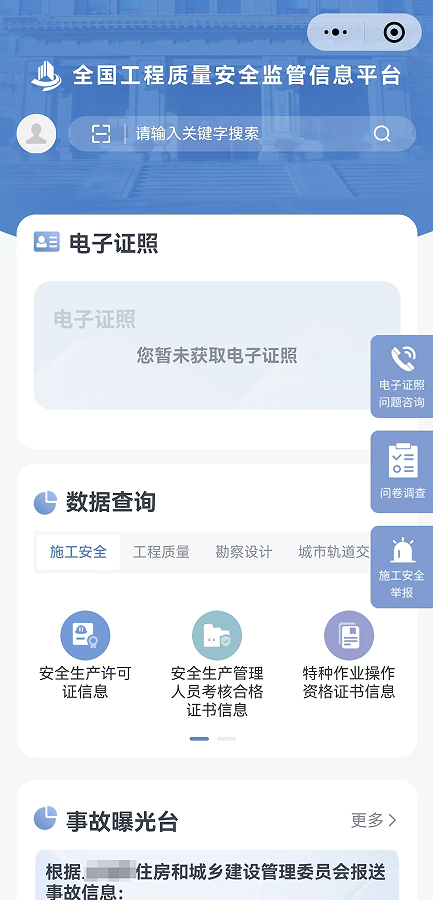 全国工程质量安全监管信息平台
请输入关键字搜索
电子证照
电子证照
您暂未获取电子证照
电子证照
问题咨询
问卷调查
施工安全
举报
数据查询
施工安全 工程质量 勘察设计 城市轨道交
安全生产许可
证信息
安全生产管理
人员考核合格
证书信息
特种作业操作
资格证书信息
事故曝光台 更多
根据 住房和城乡建设管理委员会报送
事故信息：